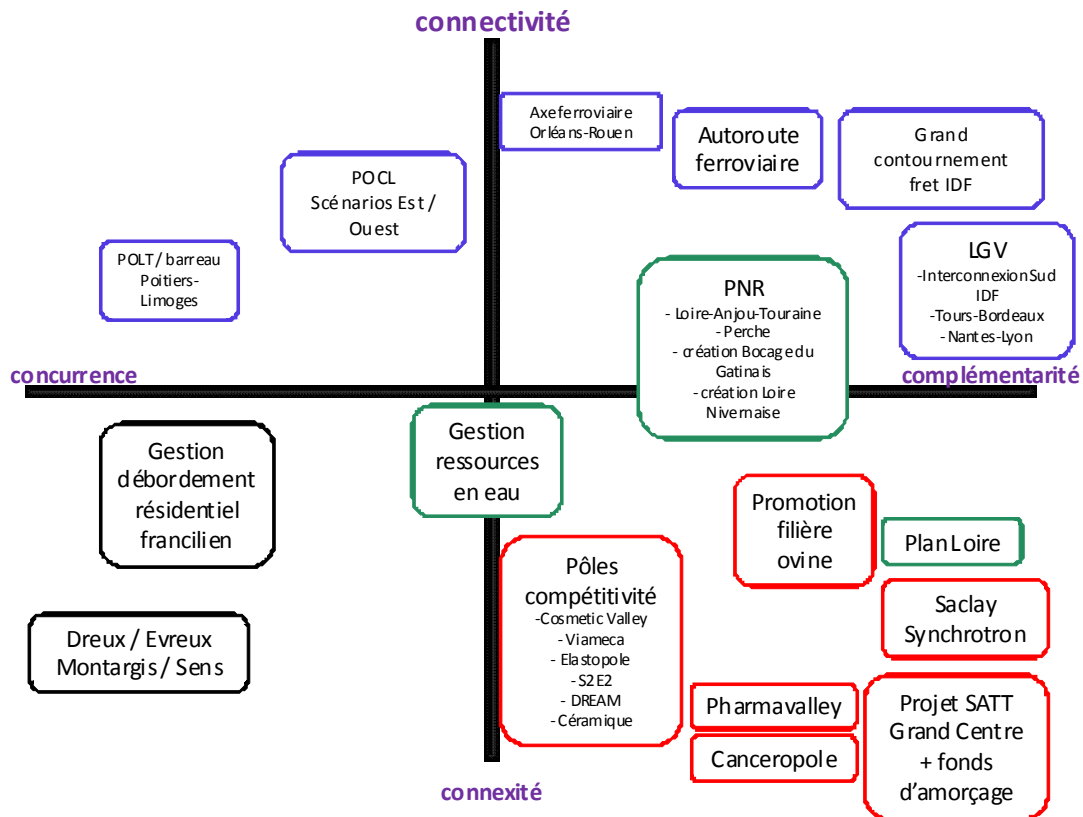 connectivité
Axe ferroviaire
Orléans-Rouen
Autoroute
ferroviaire
Grand
contournement
fret IDF
POCL
Scénarios Est /
Ouest
POLT / barreau
Poitiers-
Limoges
LGV
-Interconnexion Sud
IDF
-Tours-Bordeaux
-Nantes-Lyon
PNR
- Loire-Anjou-Touraine
- Perche
- création Bocage du
Gatinais
- création Loire
Nivernaise
concurrence
complémentarité
Gestion
débordement
résidentiel
francilien
Gestion
ressources
en eau
Promotion
filière
ovine
Plan Loire
Pôles
compétitivité
-Cosmetic Valley
- Viameca
- Elastopole
- S2E2
- DREAM
- Céramique
Saclay
Synchrotron
Dreux / Evreux
Montargis / Sens
Pharmavalley
Canceropole
Projet SATT
Grand Centre
+ fonds
d'amorçage
connexité